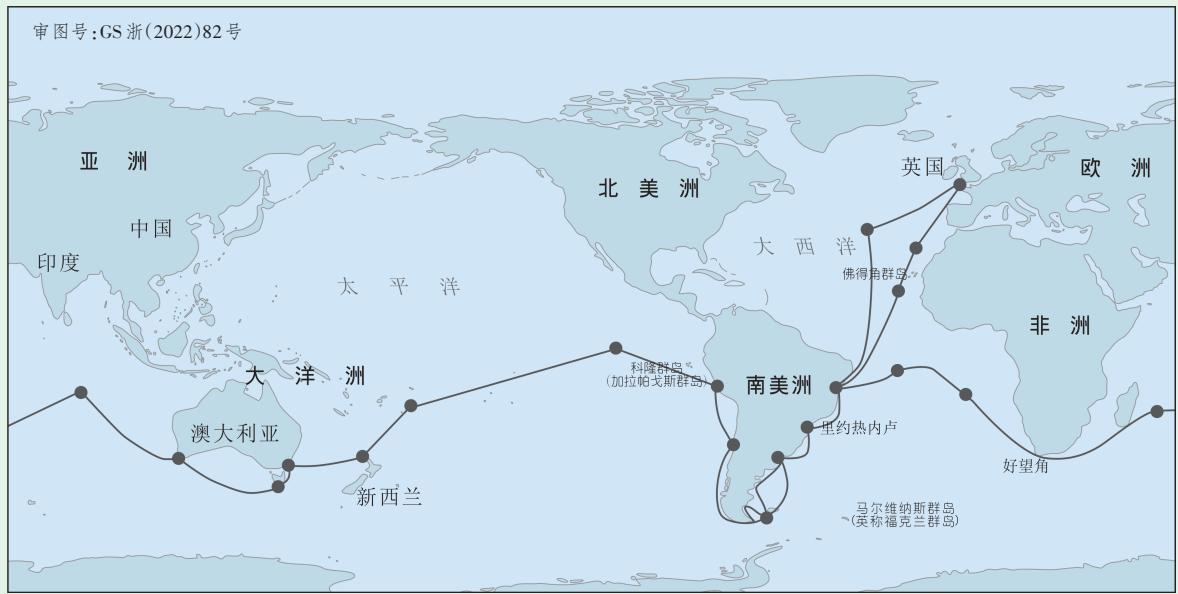 审图号:GS浙(2022)82号
亚 洲
英国
欧 洲
北 美 洲
中国
大 西 洋
印度
佛得角群岛
太 平 洋
非 洲
科隆群岛
(加拉帕戈斯群岛)
大 洋 洲
南美洲
澳大利亚
里约热内卢
好望角
新西兰
马尔维纳斯群岛
(英称福克兰群岛)